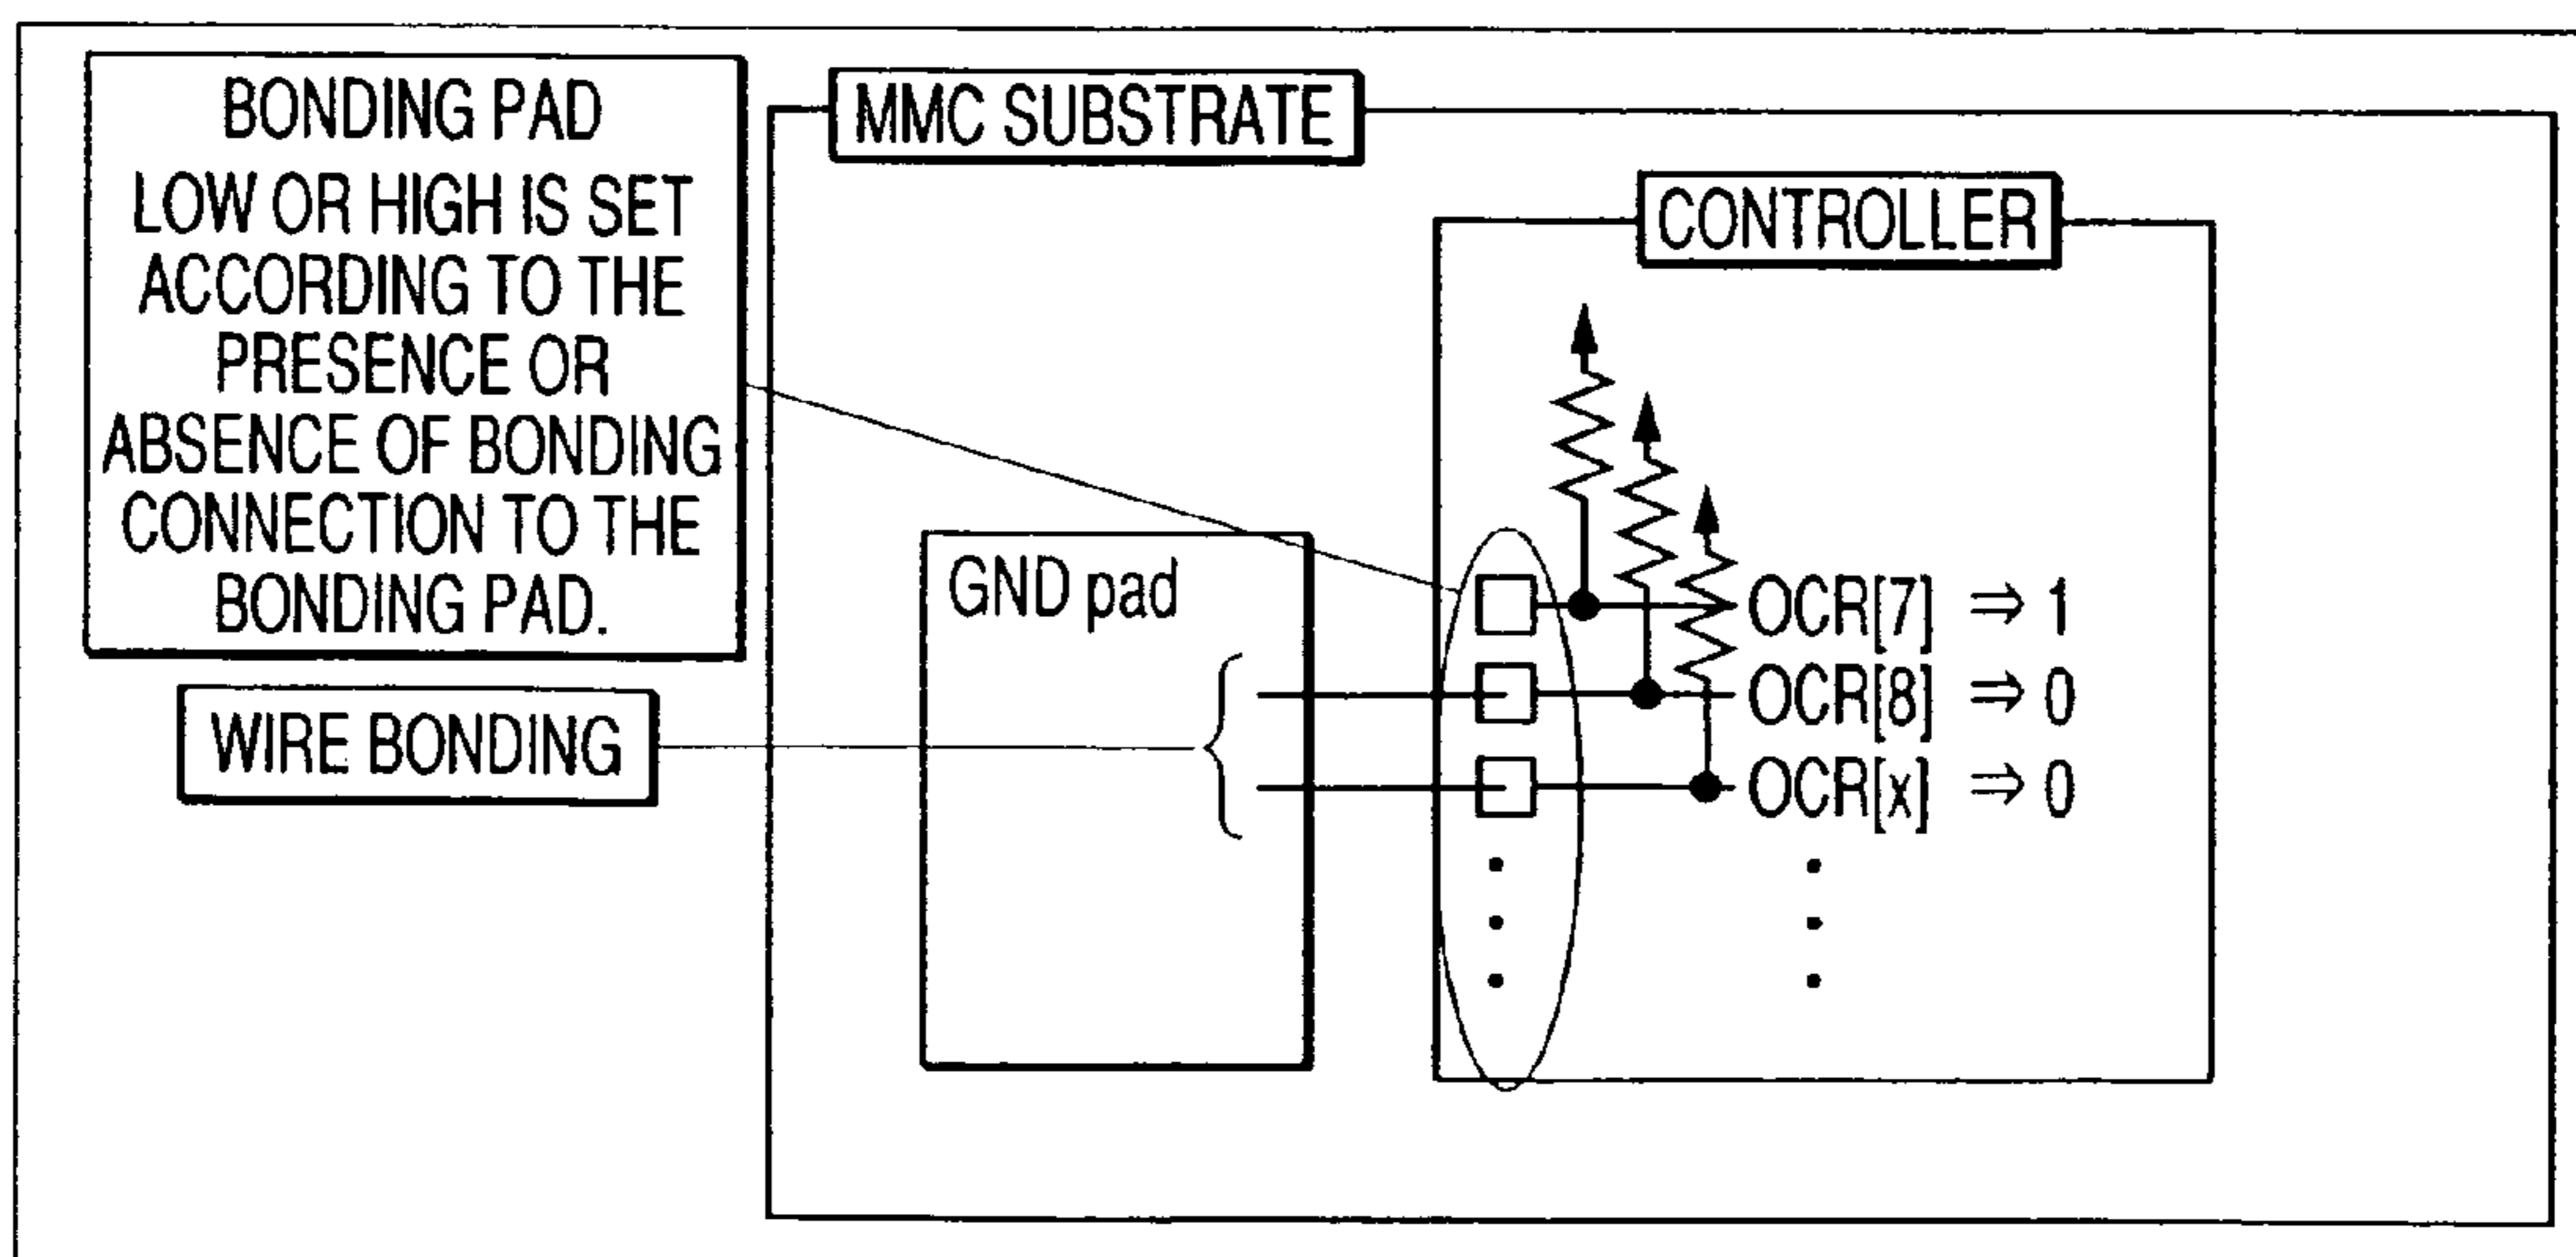 BONDING PAD
LOW OR HIGH IS SET
ACCORDING TO THE
PRESENCE OR
ABSENCE OF BONDING
CONNECTION TO THE
BONDING PAD.
WIRE BONDING
MMC SUBSTRATE
CONTROLLER
GND pad
OCR[7] ⇒ 1
OCR[8] ⇒ 0
OCR[x] ⇒ 0